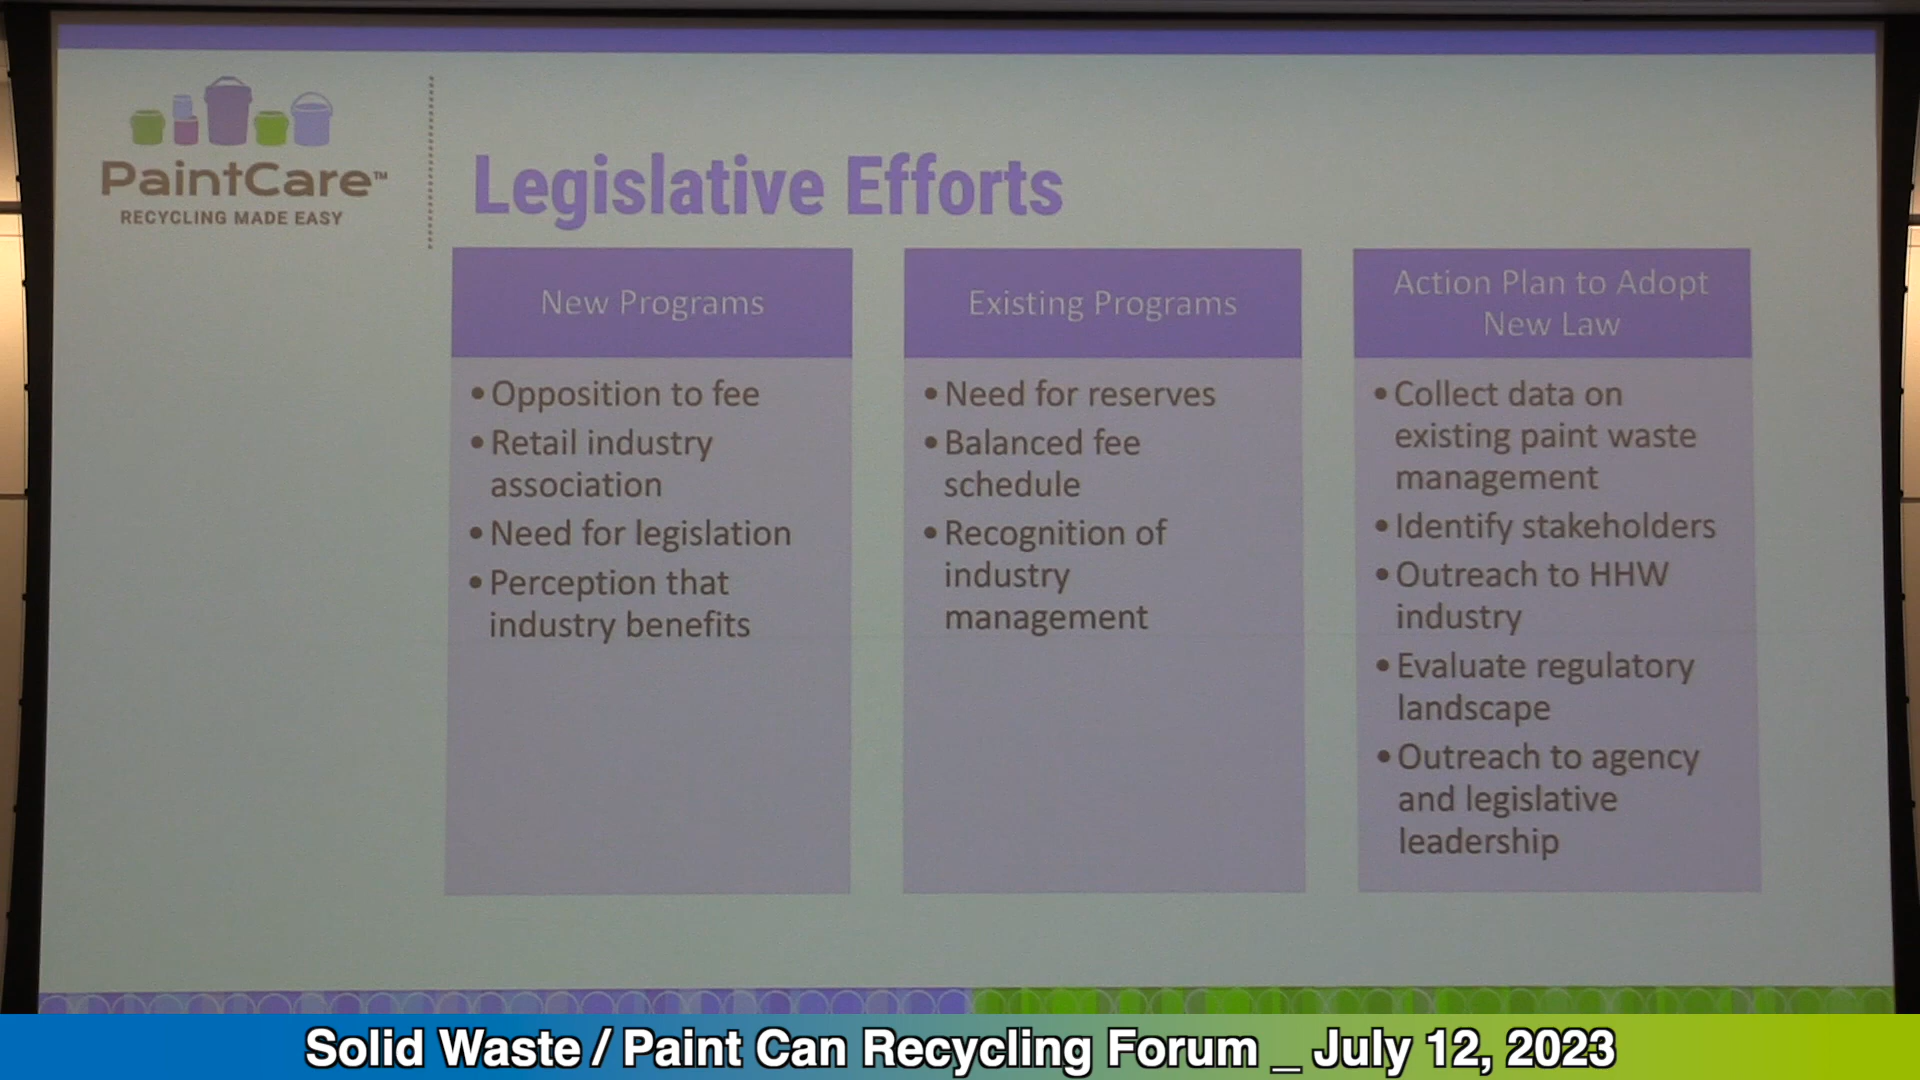 PaintCare™
RECYCLING MADE EASY
Legislative Efforts
New Programs
• Opposition to fee
• Retail industry
association
• Need for legislation
• Perception that
industry benefits
Existing Programs
• Need for reserves
• Balanced fee
schedule
• Recognition of
industry
management
Action Plan to Adopt
New Law
• Collect data on
existing paint waste
management
• Identify stakeholders
• Outreach to HHW
industry
• Evaluate regulatory
landscape
• Outreach to agency
and legislative
leadership
Solid Waste / Paint Can Recycling Forum _ July 12, 2023